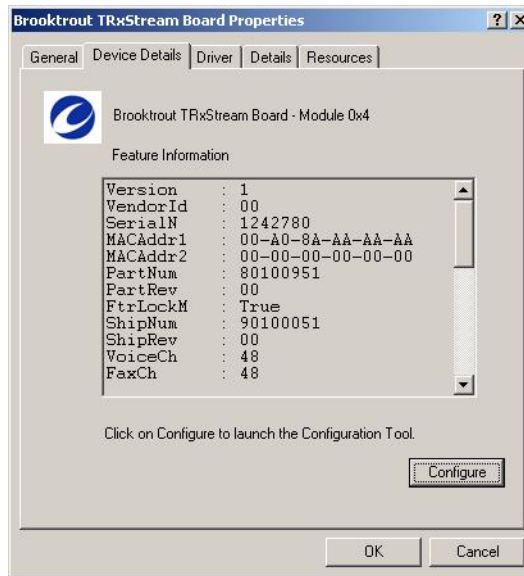 Brooktrout TRxStream Board Properties
General Device Details Driver Details Resources
Brooktrout TRxStream Board - Module 0x4
Feature Information
Version : 1
VendorId : 00
SerialN : 1242780
MACAddr1 : 00-A0-8A-AA-AA-AA
MACAddr2 : 00-00-00-00-00-00
PartNum : 80100951
PartRev : 00
FtrLockM : True
ShipNum : 90100051
ShipRev : 00
VoiceCh : 48
FaxCh : 48
Click on Configure to launch the Configuration Tool.
Configure
OK Cancel